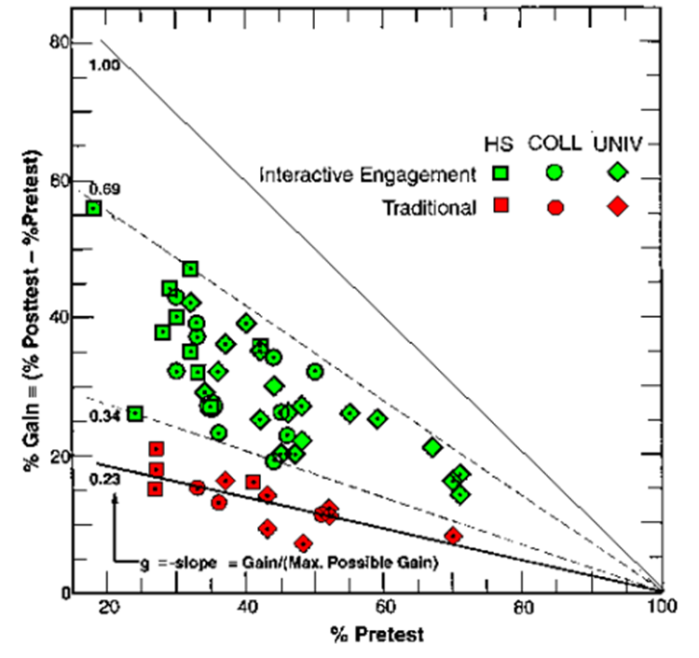 80
1.00
HS COLL UNIV
Interactive Engagement
Traditional
60
0.69
40
0.34
20
0.23
g = -slope = Gain/(Max. Possible Gain)
0
20 40 60 80 100
% Pretest
% Gain = (% Posttest – %Pretest)